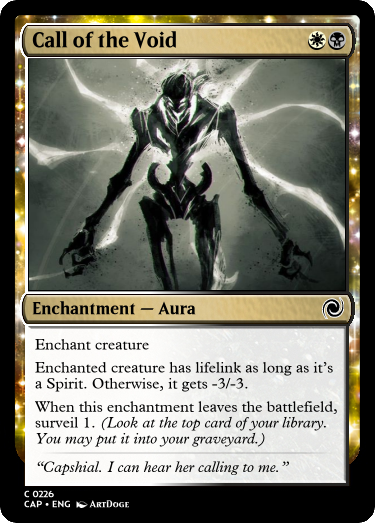 Call of the Void
Enchantment — Aura
Enchant creature
Enchanted creature has lifelink as long as it's
a Spirit. Otherwise, it gets -3/-3.
When this enchantment leaves the battlefield,
surveil 1. (Look at the top card of your library.
You may put it into your graveyard.)
“Capshial. I can hear her calling to me.”
C 0226
CAP • ENG ArtDoge